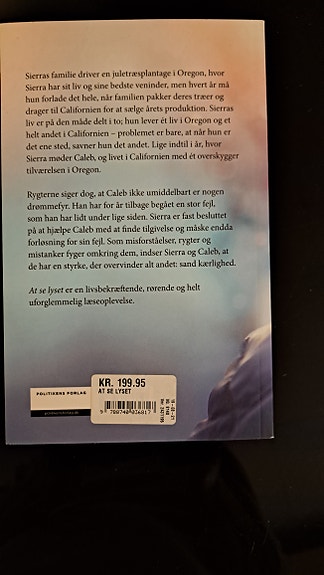 Sierras familie driver en juletræsplantage i Oregon, hvor
Sierra har sit liv og sine bedste veninder, men hvert år må
hun forlade det hele, når familien pakker deres træer og
drager til Californien for at sælge årets produktion. Sierras
liv er på den måde delt i to; hun lever ét liv i Oregon og et
helt andet i Californien – problemet er bare, at når hun er
det ene sted, savner hun det andet. Lige indtil i år, hvor
Sierra møder Caleb, og livet i Californien med ét overskygger
tilværelsen i Oregon.
Rygterne siger dog, at Caleb ikke umiddelbart er nogen
drømmefyr. Han har for år tilbage begået en stor fejl,
som han har lidt under lige siden. Sierra er fast besluttet
på at hjælpe Caleb med at finde tilgivelse og måske endda
forløsning for sin fejl. Som misforståelser, rygter og
mistanker fyger omkring dem, indser Sierra og Caleb, at
de har en styrke, der overvinder alt andet: sand kærlighed.
At se lyset er en livsbekræftende, rørende og helt
uforglemmelig læseoplevelse.
POLITIKENS FORLAG
KR. 199.95
AT SE LYSET
9 788740 036817